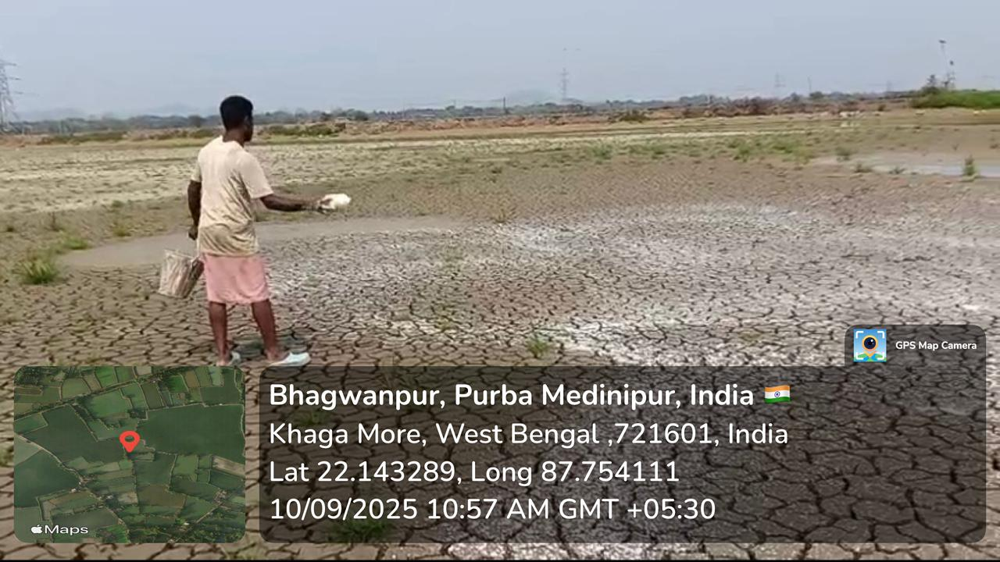 GPS Map Camera
Bhagwanpur, Purba Medinipur, India 🇮🇳
Khaga More, West Bengal ,721601, India
Lat 22.143289, Long 87.754111
10/09/2025 10:57 AM GMT +05:30
Maps